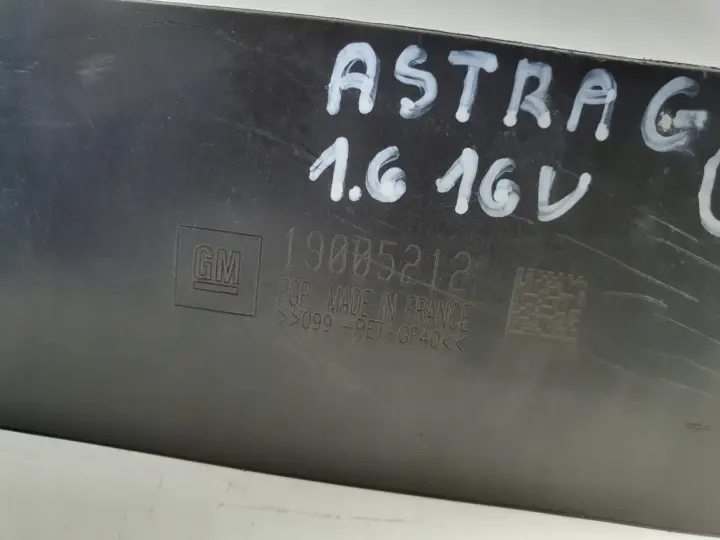 ASTRA G
1.6 16V
GM
19005212
PGP MADE IN FRANCE
>>099 -PET-GF40<<